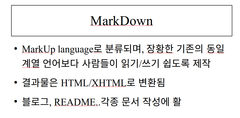 MarkDown
• MarkUp language로 분류되며, 장황한 기존의 동일
계열 언어보다 사람들이 읽기/쓰기 쉽도록 제작
• 결과물은 HTML/XHTML로 변환됨
• 블로그, README..각종 문서 작성에 활